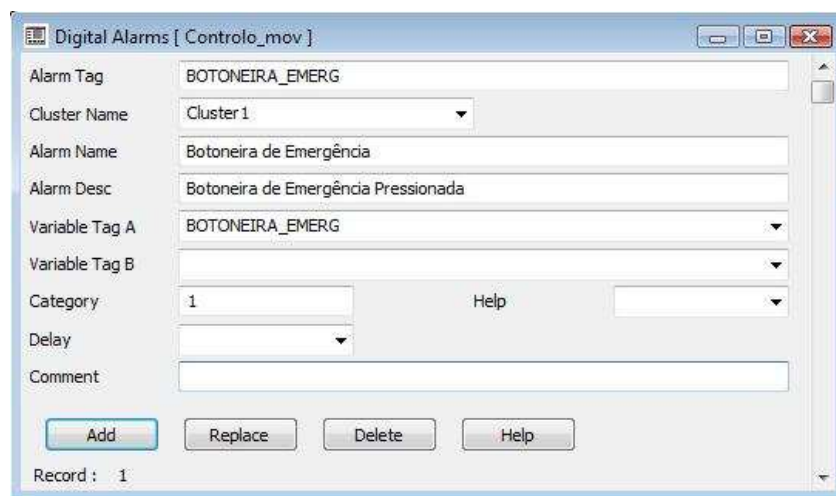 Digital Alarms [ Controlo_mov ]
Alarm Tag BOTONEIRA_EMERG
Cluster Name Cluster1
Alarm Name Botoneira de Emergência
Alarm Desc Botoneira de Emergência Pressionada
Variable Tag A BOTONEIRA_EMERG
Variable Tag B
Category 1 Help
Delay
Comment
Add Replace Delete Help
Record : 1